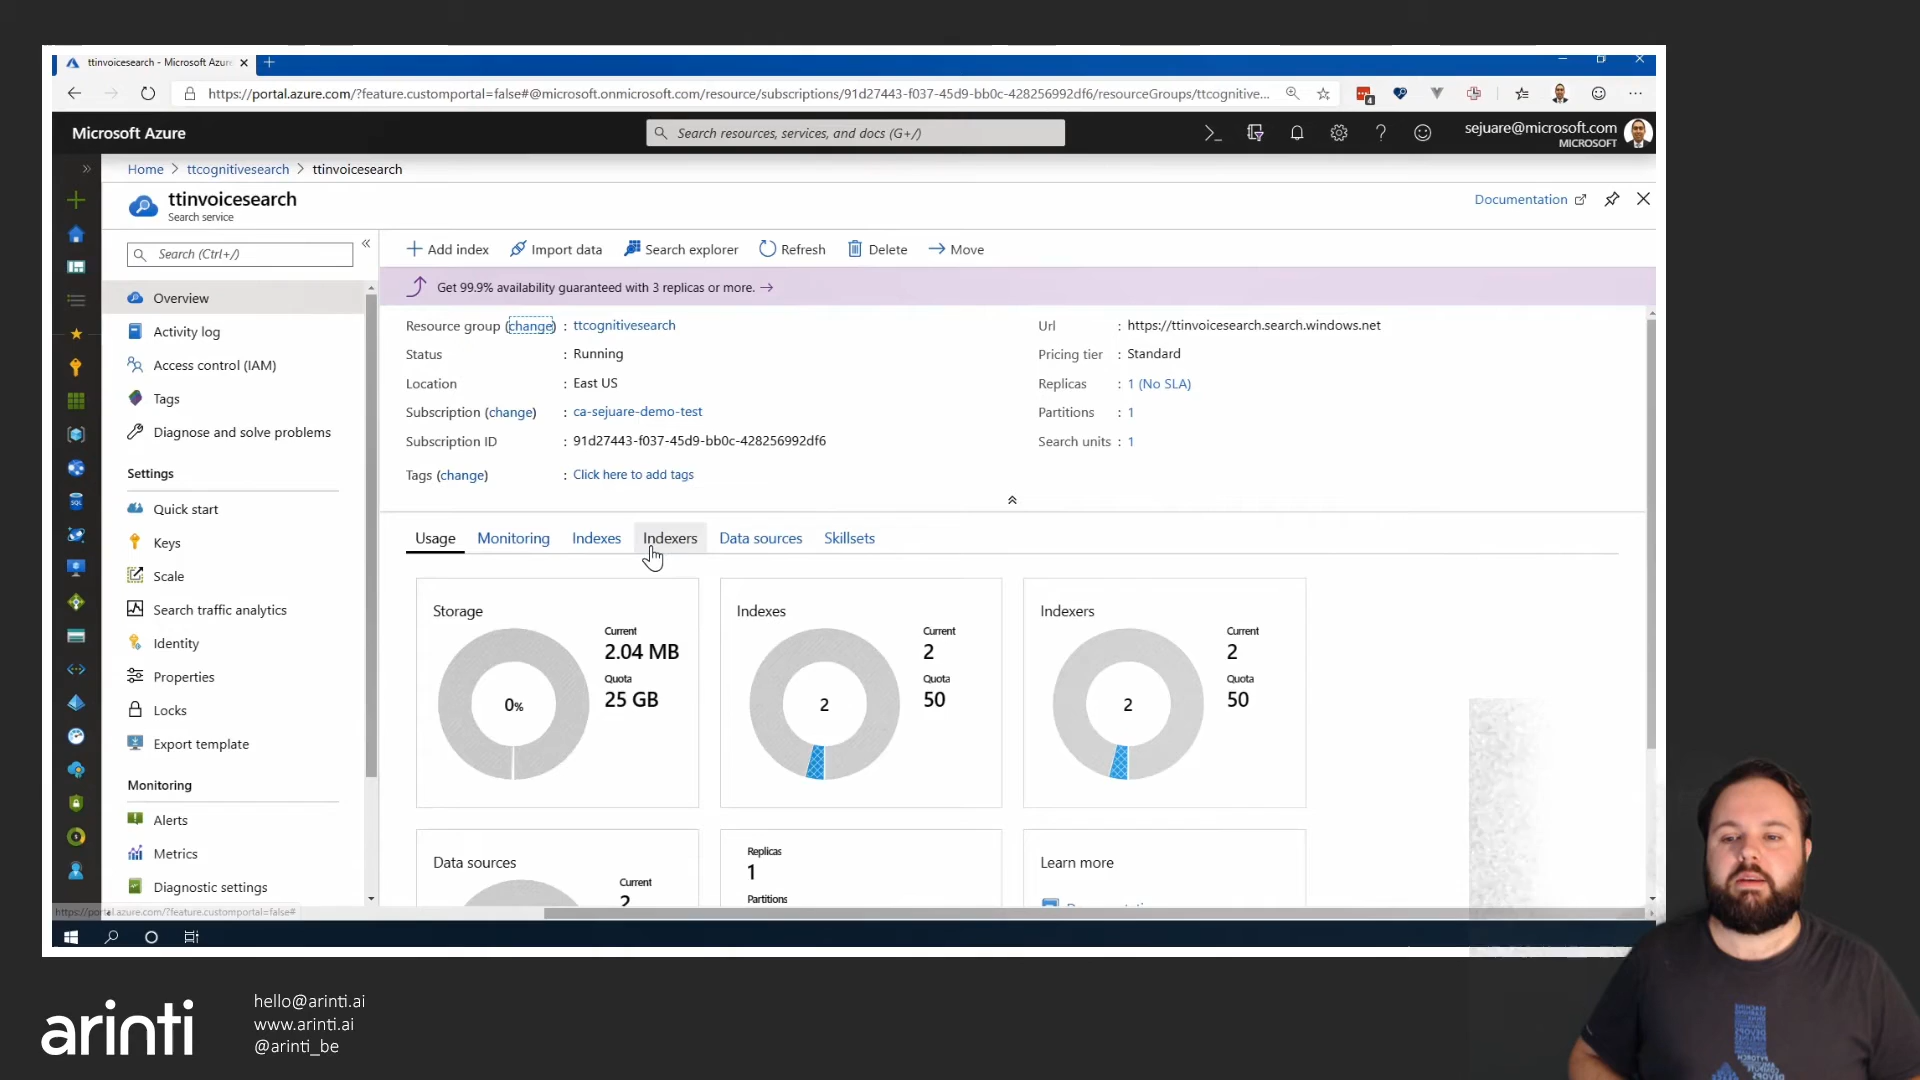 ttinvoicesearch - Microsoft Azur
https://portal.azure.com/?feature.customportal=false#@microsoft.onmicrosoft.com/resource/subscriptions/91d27443-f037-45d9-bb0c-428256992df6/resourceGroups/ttcognitive...
Microsoft Azure
Search resources, services, and docs (G+/)
sejuare@microsoft.com
MICROSOFT
Home > ttcognitivesearch > ttinvoicesearch
ttinvoicesearch
Search service
Documentation
Search (Ctrl+/)
Add index Import data Search explorer Refresh Delete Move
Get 99.9% availability guaranteed with 3 replicas or more. →
Overview
Activity log
Access control (IAM)
Tags
Diagnose and solve problems
Settings
Quick start
Keys
Scale
Search traffic analytics
Identity
Properties
Locks
Export template
Monitoring
Alerts
Metrics
Diagnostic settings
Resource group (change) : ttcognitivesearch
Status : Running
Location : East US
Subscription (change) : ca-sejuare-demo-test
Subscription ID : 91d27443-f037-45d9-bb0c-428256992df6
Tags (change) : Click here to add tags
Url : https://ttinvoicesearch.search.windows.net
Pricing tier : Standard
Replicas : 1 (No SLA)
Partitions : 1
Search units : 1
Usage Monitoring Indexes Indexers Data sources Skillsets
Storage
0%
Current
2.04 MB
Quota
25 GB
Indexes
2
Current
2
Quota
50
Indexers
2
Current
2
Quota
50
Data sources
Current
2
Replicas
1
Partitions
Learn more
https://portal.azure.com/?feature.customportal=false#
arinti
hello@arinti.ai
www.arinti.ai
@arinti_be